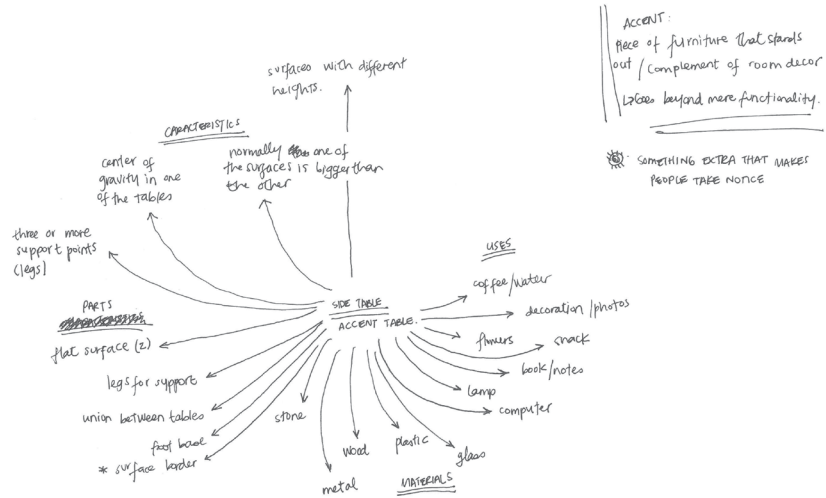 surfaces with different
heights.
CARACTERISTICS
center of
gravity in one
of the tables
normally one of
the surfaces is bigger than
the other
three or more
support points
(legs)
PARTS
flat surface (2)
legs for support
union between tables
foot base
* surface border
SIDE TABLE
ACCENT TABLE.
USES
coffee/water
decoration/photos
flowers
snack
book/notes
lamp
computer
stone
metal
wood
plastic
glass
MATERIALS
ACCENT:
Piece of furniture that stands
out / complement of room decor
↳ Goes beyond mere functionality.
SOMETHING EXTRA THAT MAKES
PEOPLE TAKE NOTICE